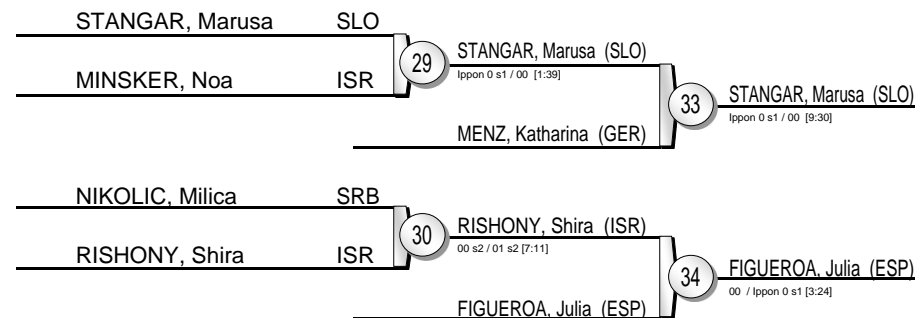 STANGAR, Marusa SLO
MINSKER, Noa ISR
29
STANGAR, Marusa (SLO)
Ippon 0 s1 / 00 [1:39]
MENZ, Katharina (GER)
33
STANGAR, Marusa (SLO)
Ippon 0 s1 / 00 [9:30]
NIKOLIC, Milica SRB
RISHONY, Shira ISR
30
RISHONY, Shira (ISR)
00 s2 / 01 s2 [7:11]
FIGUEROA, Julia (ESP)
34
FIGUEROA, Julia (ESP)
00 / Ippon 0 s1 [3:24]